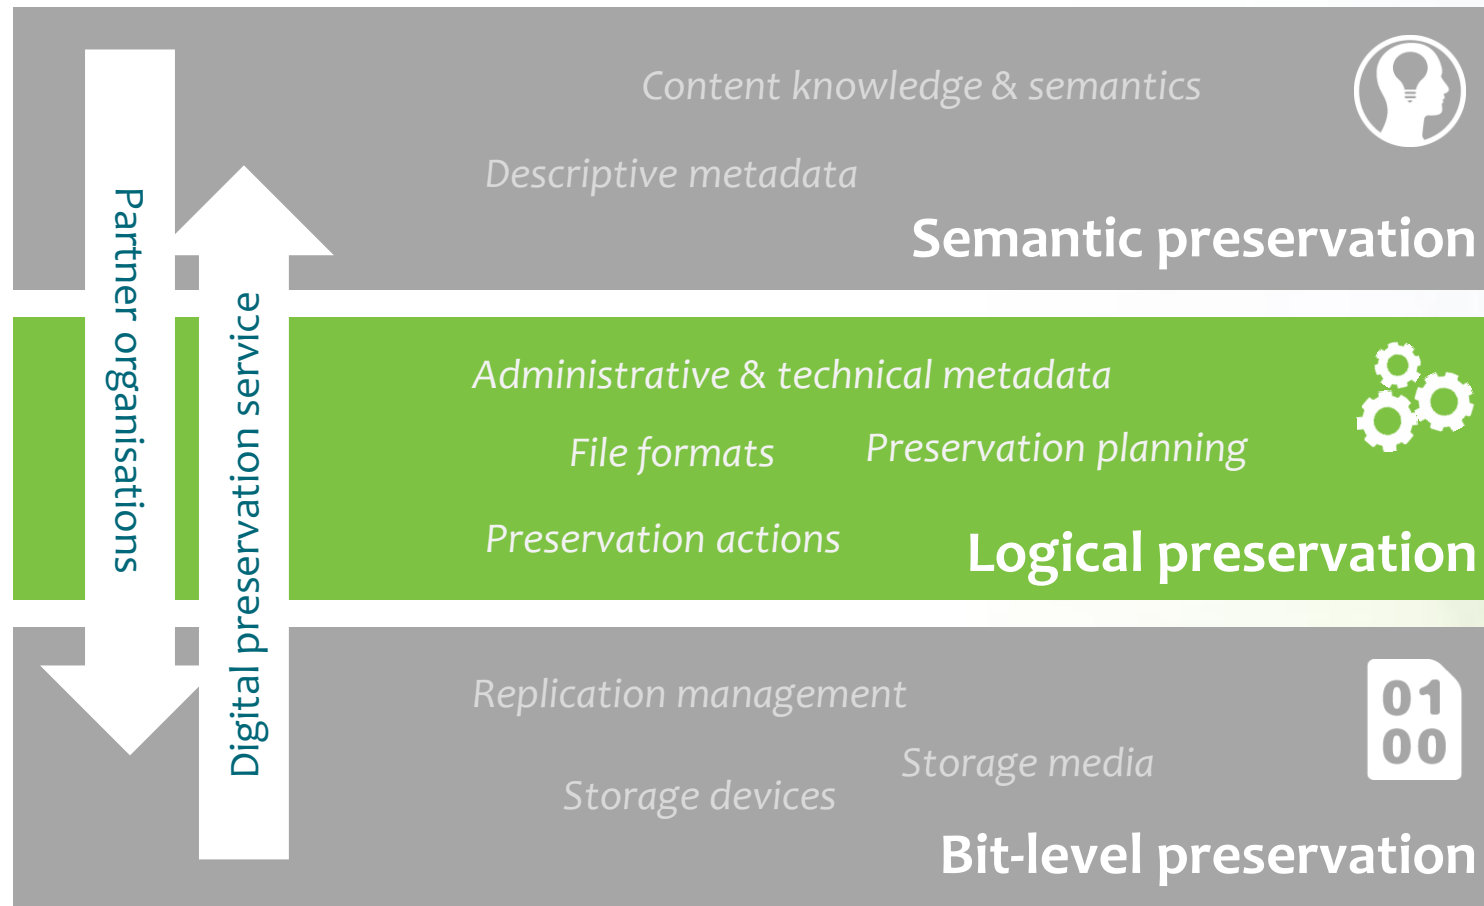 Partner organisations
Digital preservation service
Content knowledge & semantics
Descriptive metadata
Semantic preservation
Administrative & technical metadata
File formats
Preservation planning
Preservation actions
Logical preservation
Replication management
Storage media
Storage devices
Bit-level preservation
01
00